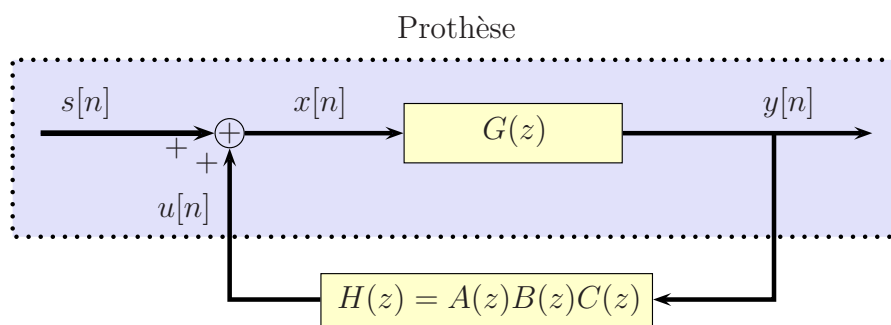 Prothèse
s[n]
x[n]
y[n]
+
G(z)
+
+
u[n]
H(z) = A(z)B(z)C(z)